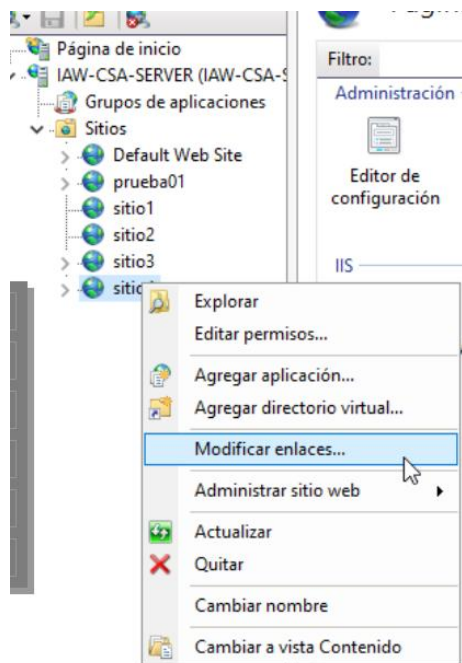 Página de inicio
IAW-CSA-SERVER (IAW-CSA-S
Grupos de aplicaciones
Sitios
Default Web Site
prueba01
sitio1
sitio2
sitio3
Filtro:
Administración
Editor de
configuración
IIS
Explorar
Editar permisos...
Agregar aplicación...
Agregar directorio virtual...
Modificar enlaces...
Administrar sitio web
Actualizar
Quitar
Cambiar nombre
Cambiar a vista Contenido